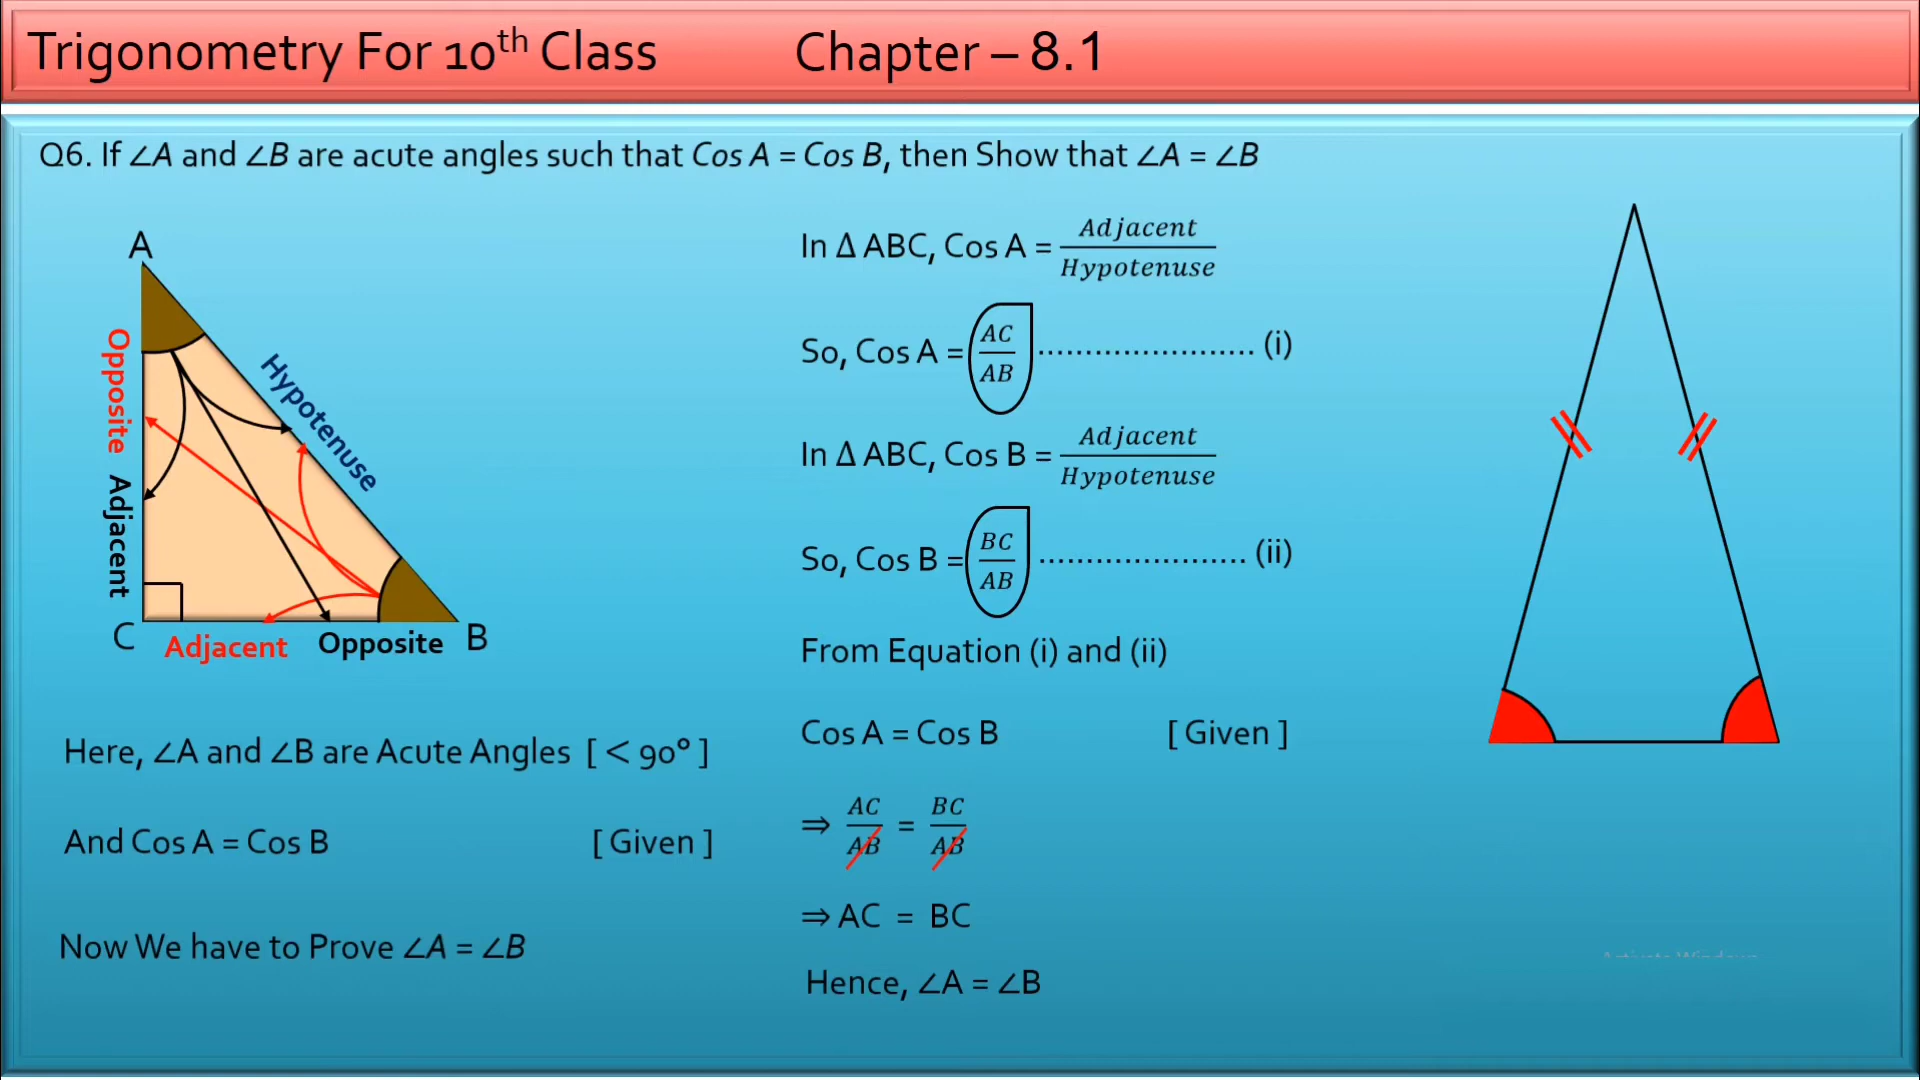 Trigonometry For 10th Class Chapter – 8.1
Q6. If ∠A and ∠B are acute angles such that Cos A = Cos B, then Show that ∠A = ∠B
A
Opposite
Adjacent
Hypotenuse
C
Adjacent
Opposite
B
Here, ∠A and ∠B are Acute Angles [ < 90° ]
And Cos A = Cos B [ Given ]
Now We have to Prove ∠A = ∠B
In Δ ABC, Cos A = Adjacent/Hypotenuse
So, Cos A = AC/AB ....................... (i)
In Δ ABC, Cos B = Adjacent/Hypotenuse
So, Cos B = BC/AB ...................... (ii)
From Equation (i) and (ii)
Cos A = Cos B [ Given ]
⇒ AC/AB = BC/AB
⇒ AC = BC
Hence, ∠A = ∠B